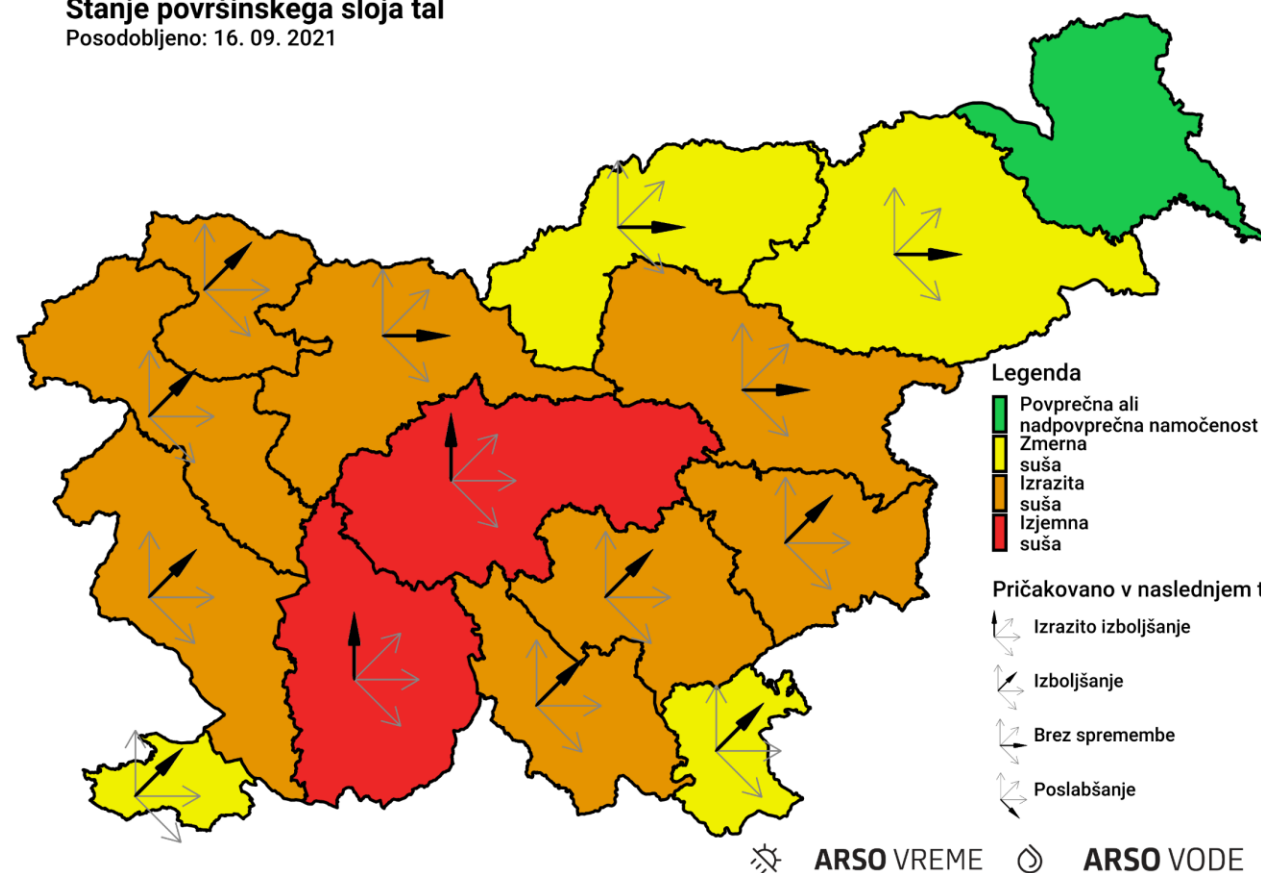 Stanje površinskega sloja tal
Posodobljeno: 16. 09. 2021
Legenda
Povprečna ali
nadpovprečna namočenost
Zmerna
suša
Izrazita
suša
Izjemna
suša
Pričakovano v naslednjem t
Izrazito izboljšanje
Izboljšanje
Brez spremembe
Poslabšanje
ARSO VREME ARSO VODE